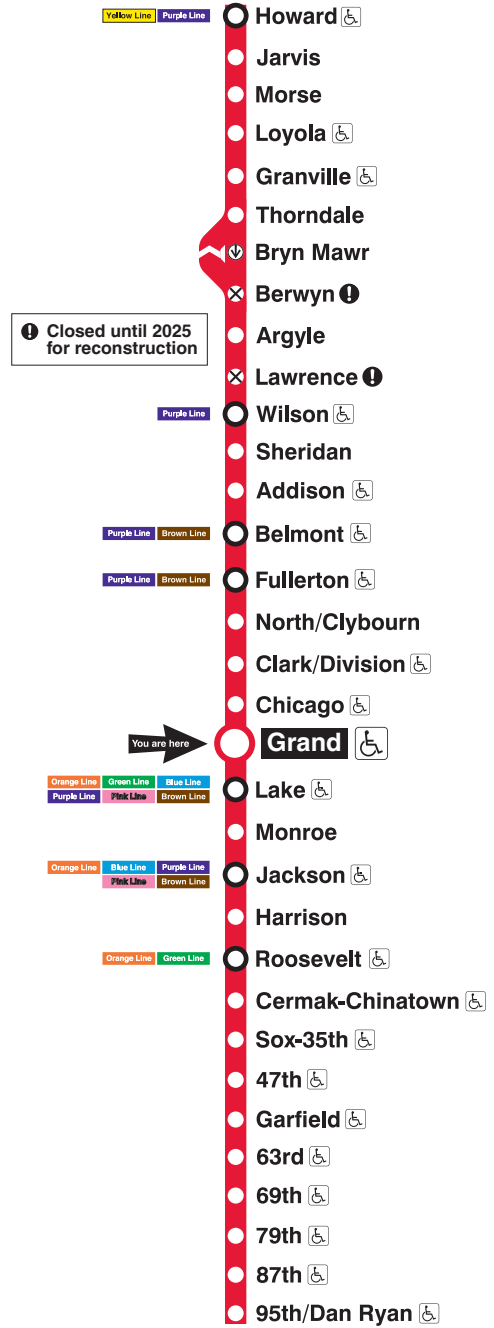 Yellow Line Purple Line Howard
Jarvis
Morse
Loyola
Granville
Thorndale
Bryn Mawr
Berwyn !
! Closed until 2025
for reconstruction
Argyle
Lawrence !
Purple Line Wilson
Sheridan
Addison
Purple Line Brown Line Belmont
Purple Line Brown Line Fullerton
North/Clybourn
Clark/Division
Chicago
You are here Grand
Orange Line Green Line Blue Line
Purple Line Pink Line Brown Line
Lake
Monroe
Orange Line Blue Line Purple Line
Pink Line Brown Line
Jackson
Harrison
Orange Line Green Line Roosevelt
Cermak-Chinatown
Sox-35th
47th
Garfield
63rd
69th
79th
87th
95th/Dan Ryan